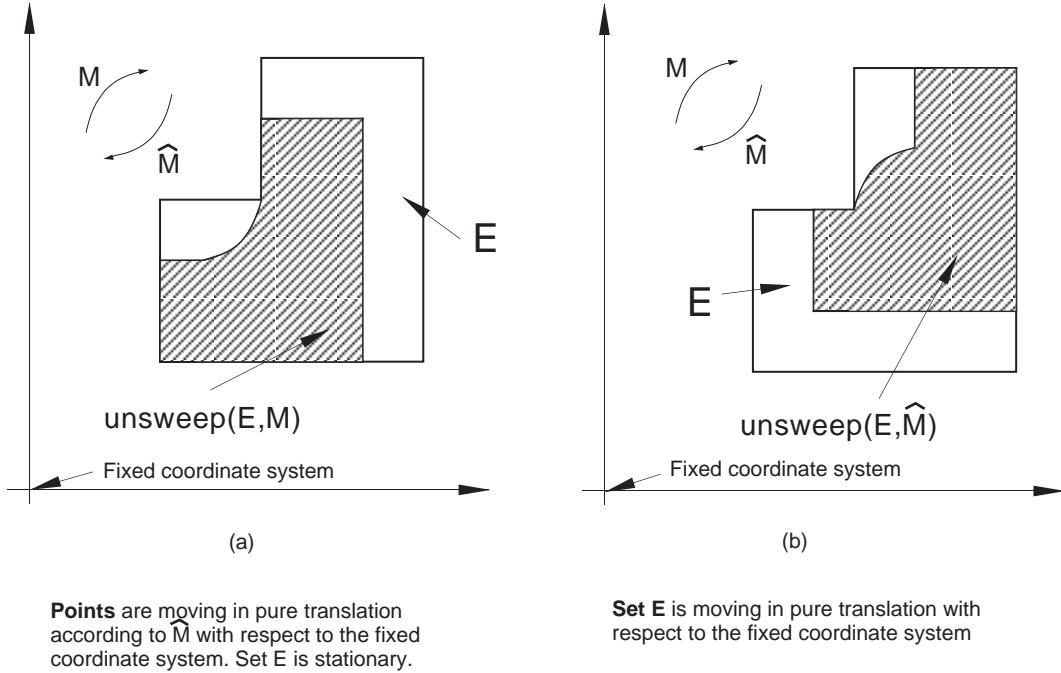 M
M̂
E
unsweep(E,M)
Fixed coordinate system
(a)
Points are moving in pure translation
according to M̂ with respect to the fixed
coordinate system. Set E is stationary.
M
M̂
E
unsweep(E,M̂)
Fixed coordinate system
(b)
Set E is moving in pure translation with
respect to the fixed coordinate system